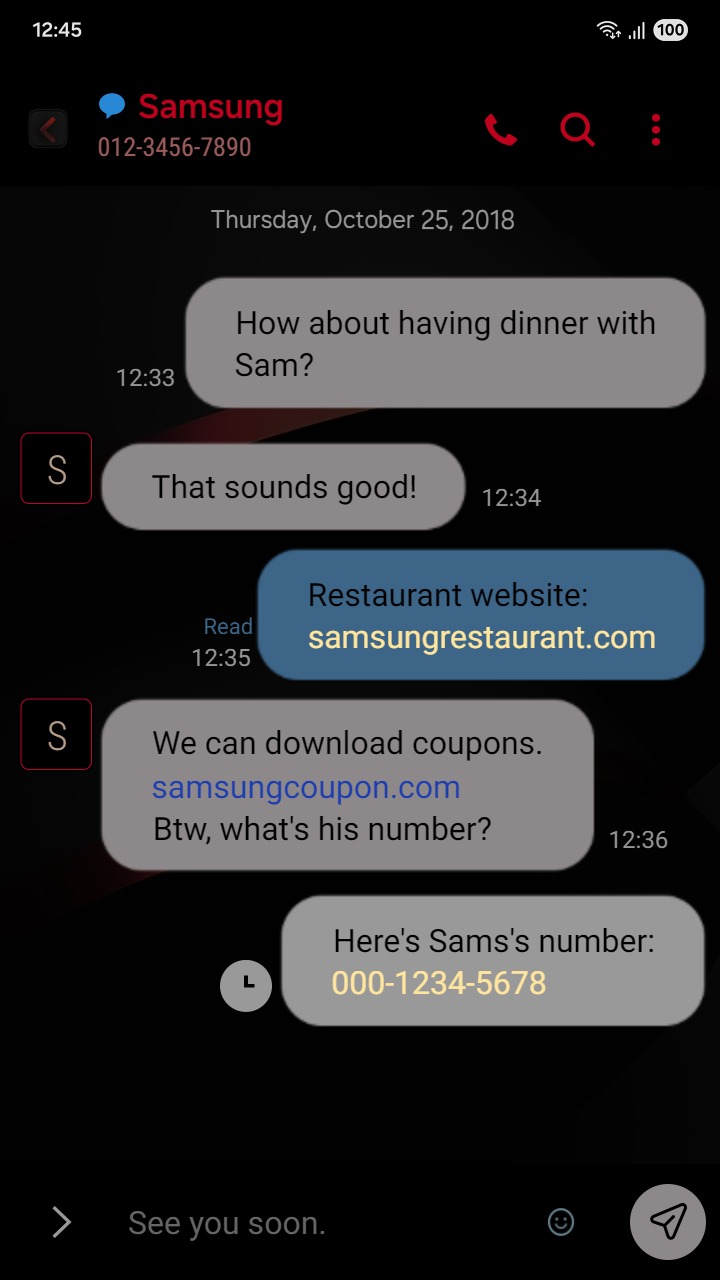 12:45
100
Samsung
012-3456-7890
Thursday, October 25, 2018
How about having dinner with
Sam?
12:33
S
That sounds good!
12:34
Restaurant website:
samsungrestaurant.com
Read
12:35
S
We can download coupons.
samsungcoupon.com
Btw, what's his number?
12:36
Here's Sams's number:
000-1234-5678
See you soon.